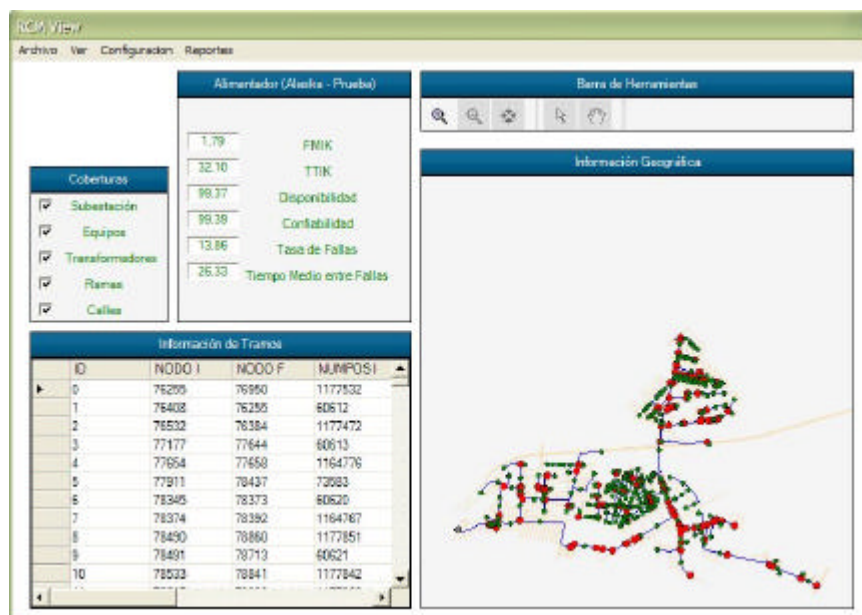 RCM View
Archivo Ver Configuracion Reportes
Alimentador (Alaska - Prueba)
1,79 FMIK
32,10 TTIK
99,37 Disponibilidad
99,39 Confiabilidad
13,86 Tasa de Fallas
26,33 Tiempo Medio entre Fallas
Barra de Herramientas
Coberturas
Subestación
Equipos
Transformadores
Ramas
Calles
Información Geográfica
Información de Tramos
ID NODO I NODO F NUMPOS I
0 76255 76950 1177532
1 76408 76255 60612
2 76532 76384 1177472
3 77177 77644 60613
4 77654 77658 1164776
5 77911 78437 73583
6 78345 78373 60620
7 78374 78392 1164767
8 78490 78860 1177851
9 78491 78713 60621
10 78533 78841 1177842